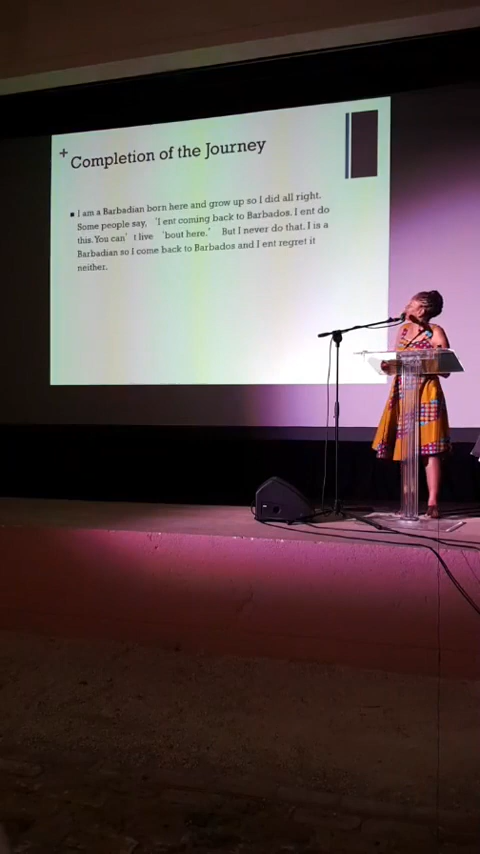 + Completion of the Journey
▪ I am a Barbadian born here and grow up so I did all right.
Some people say, ‘I ent coming back to Barbados. I ent do
this. You can’t live ‘bout here.’ But I never do that. I is a
Barbadian so I come back to Barbados and I ent regret it
neither.